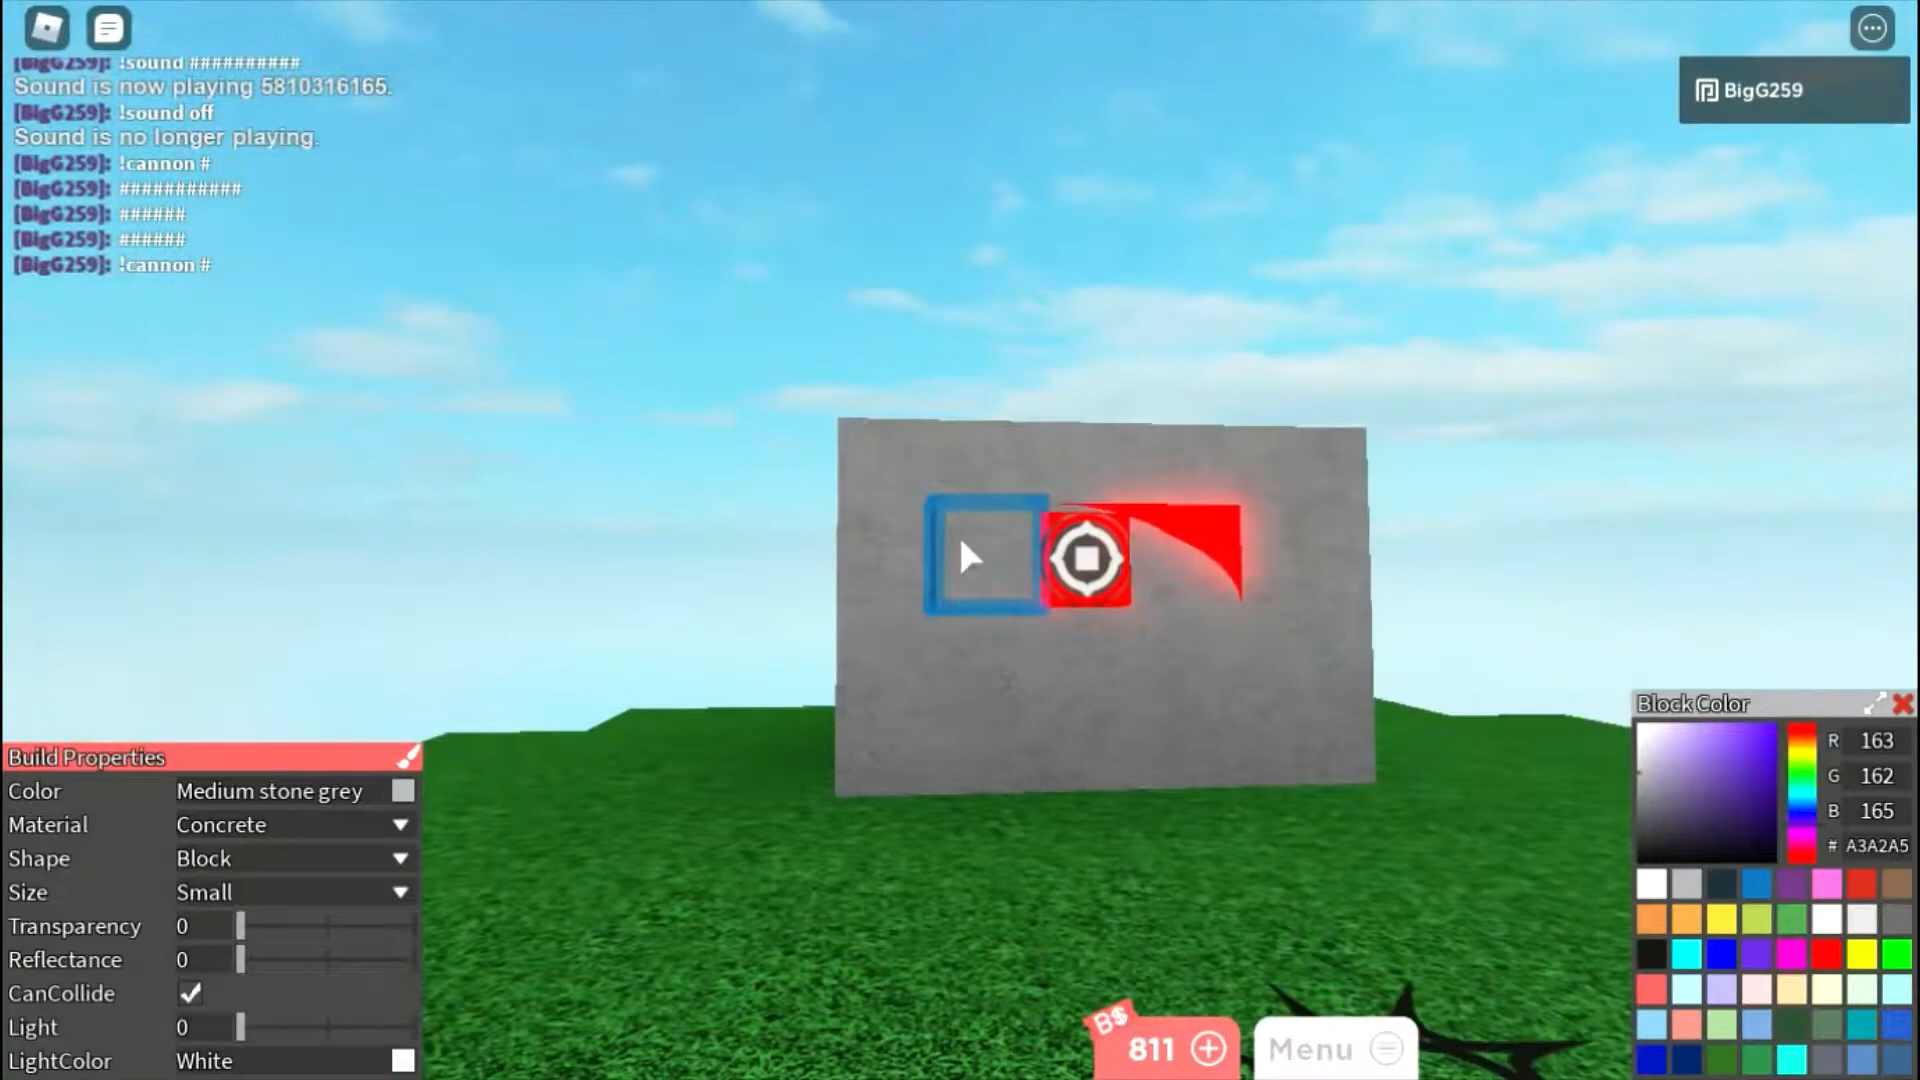 [BigG259]: !sound ##########
Sound is now playing 5810316165.
[BigG259]: !sound off
Sound is no longer playing.
[BigG259]: !cannon #
[BigG259]: ###########
[BigG259]: ######
[BigG259]: ######
[BigG259]: !cannon #
BigG259
Build Properties
Color Medium stone grey
Material Concrete
Shape Block
Size Small
Transparency 0
Reflectance 0
CanCollide
Light 0
LightColor White
B$
811
Menu
Block Color
R 163
G 162
B 165
# A3A2A5